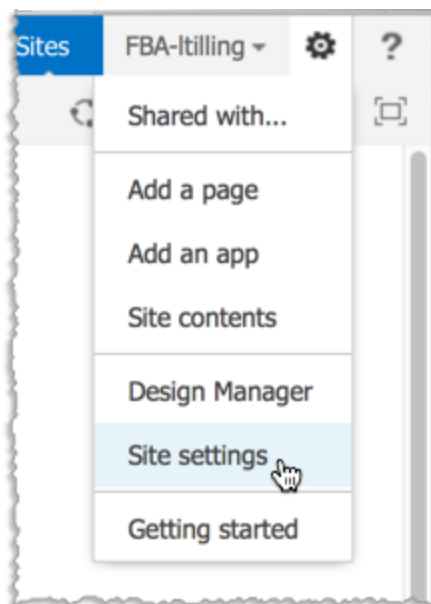 Sites FBA-ltilling ?
Shared with...
Add a page
Add an app
Site contents
Design Manager
Site settings
Getting started